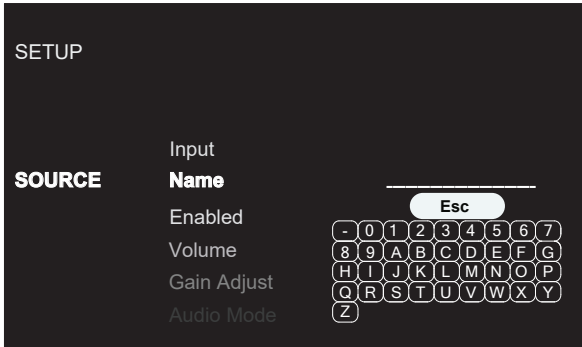 SETUP
Input
SOURCE Name
Esc
Enabled
- 0 1 2 3 4 5 6 7
Volume
8 9 A B C D E F G
H I J K L M N O P
Gain Adjust
Q R S T U V W X Y
Audio Mode
Z